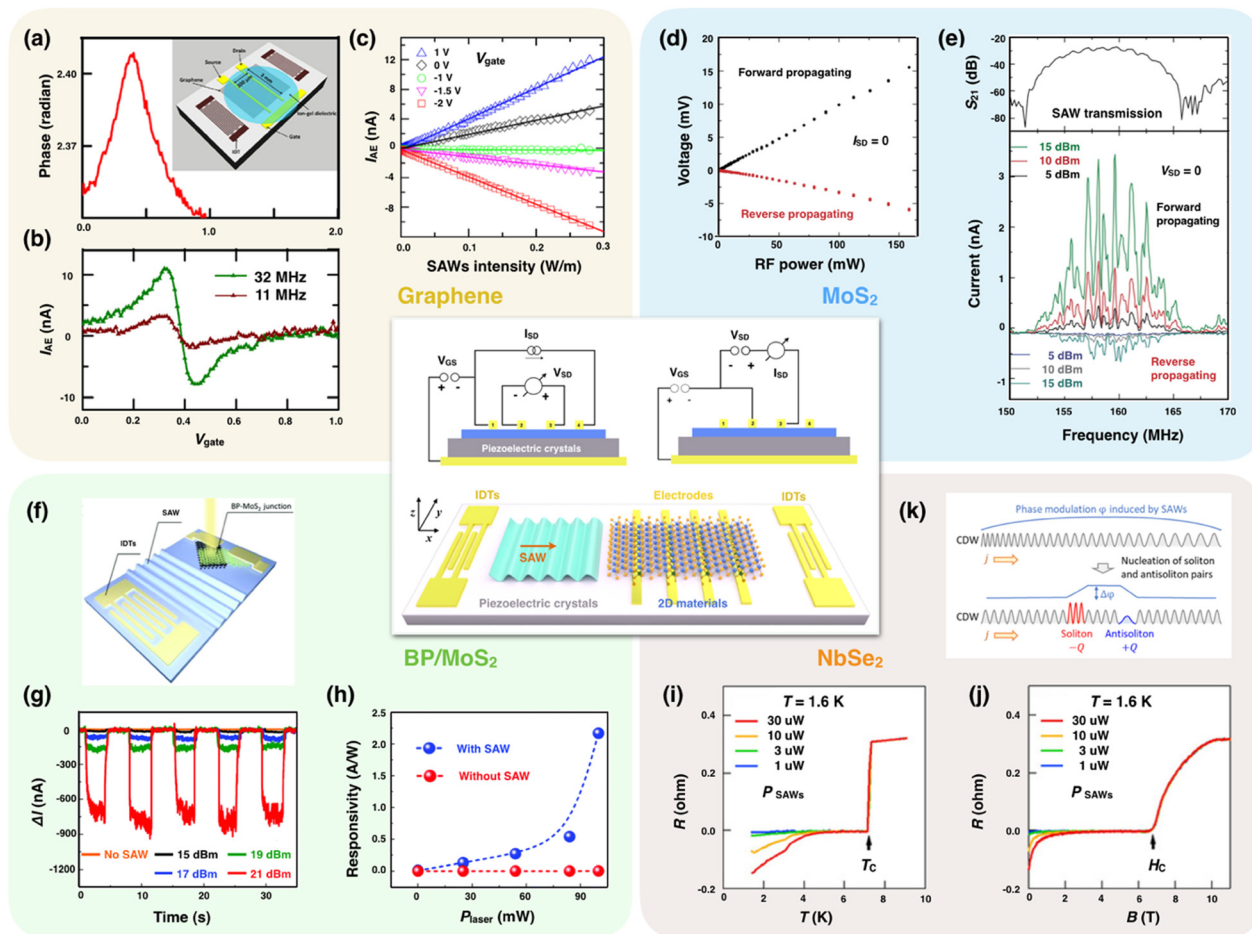 (a)
Phase (radian)
2.40
2.37
0.0
1.0
2.0
Drain
Source
Graphene
Ion-gel dielectric
Gate
IDT
(b)
I_AE (nA)
10
0
-10
32 MHz
11 MHz
0.0 0.2 0.4 0.6 0.8 1.0
V_gate
(c)
I_AE (nA)
12
8
4
0
-4
-8
1 V
0 V
-1 V
-1.5 V
-2 V
V_gate
0.0 0.1 0.2 0.3
SAWs intensity (W/m)
Graphene
(d)
Voltage (mV)
20
15
10
5
0
-5
-10
Forward propagating
I_SD = 0
Reverse propagating
0 50 100 150
RF power (mW)
MoS₂
(e)
S₂₁ (dB)
-20
-40
-60
-80
SAW transmission
15 dBm
10 dBm
5 dBm
V_SD = 0
Forward
propagating
Current (nA)
4
3
2
1
0
-1
5 dBm
10 dBm
15 dBm
Reverse
propagating
150 155 160 165 170
Frequency (MHz)
I_SD
V_GS
+ -
V_SD
- +
1 2 3 4
Piezoelectric crystals
V_SD
V_GS
- +
I_SD
+ -
1 2 3 4
Piezoelectric crystals
IDTs
Electrodes
IDTs
z
y
x
SAW
Piezoelectric crystals
2D materials
BP/MoS₂
NbSe₂
(f)
SAW
BP-MoS₂ junction
IDTs
(g)
ΔI (nA)
0
-300
-600
-900
-1200
No SAW
15 dBm
19 dBm
17 dBm
21 dBm
0 10 20 30
Time (s)
(h)
Responsivity (A/W)
2.5
2.0
1.5
1.0
0.5
0.0
With SAW
Without SAW
0 30 60 90
P_laser (mW)
(k)
Phase modulation φ induced by SAWs
CDW
j
Nucleation of soliton
and antisoliton pairs
Δφ
CDW
j
Soliton
−Q
Antisoliton
+Q
(i)
T = 1.6 K
R (ohm)
0.4
0.2
0.0
-0.2
30 uW
10 uW
3 uW
1 uW
P SAWs
T_C
0 2 4 6 8 10
T (K)
(j)
T = 1.6 K
R (ohm)
0.4
0.2
0.0
-0.2
30 uW
10 uW
3 uW
1 uW
P SAWs
H_C
0 2 4 6 8 10
B (T)